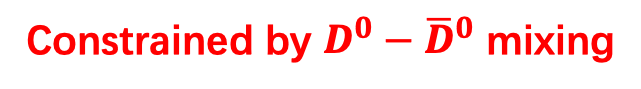 Constrained by D⁰ – D̅⁰ mixing